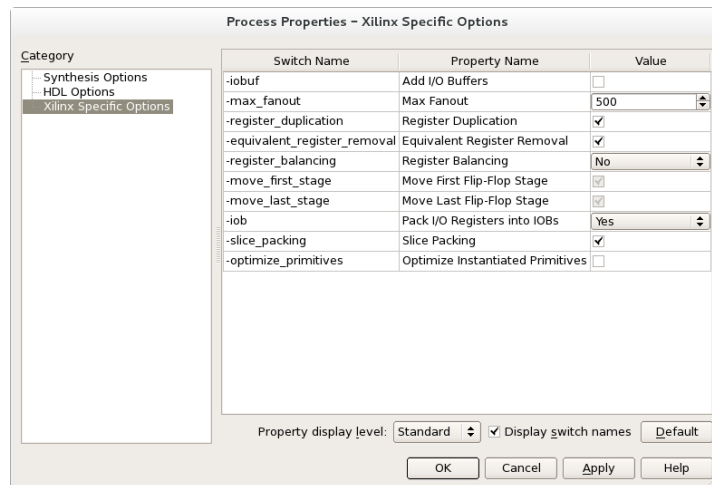 Process Properties – Xilinx Specific Options
Category
Synthesis Options
HDL Options
Xilinx Specific Options
Switch Name Property Name Value
-iobuf Add I/O Buffers
-max_fanout Max Fanout 500
-register_duplication Register Duplication
-equivalent_register_removal Equivalent Register Removal
-register_balancing Register Balancing No
-move_first_stage Move First Flip-Flop Stage
-move_last_stage Move Last Flip-Flop Stage
-iob Pack I/O Registers into IOBs Yes
-slice_packing Slice Packing
-optimize_primitives Optimize Instantiated Primitives
Property display level: Standard Display switch names Default
OK Cancel Apply Help